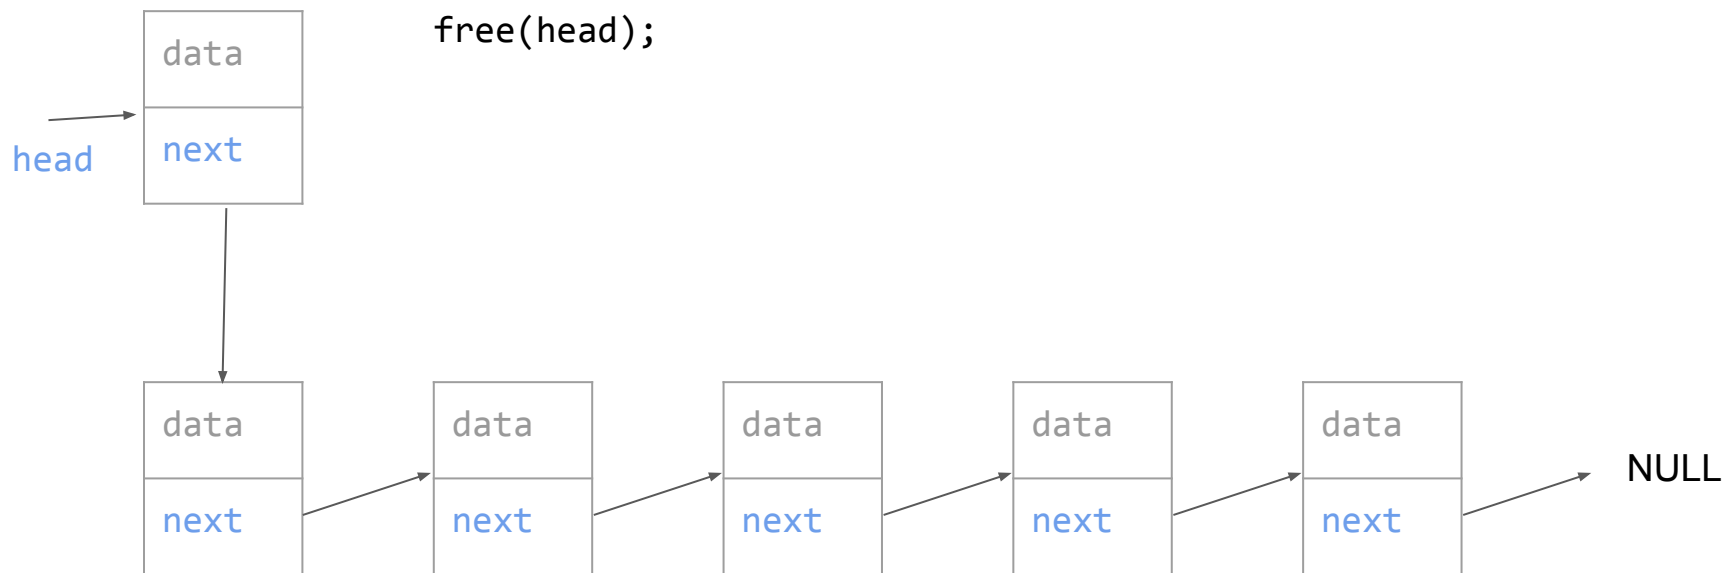 free(head);
data
next
head
data data data data data
NULL
next next next next next